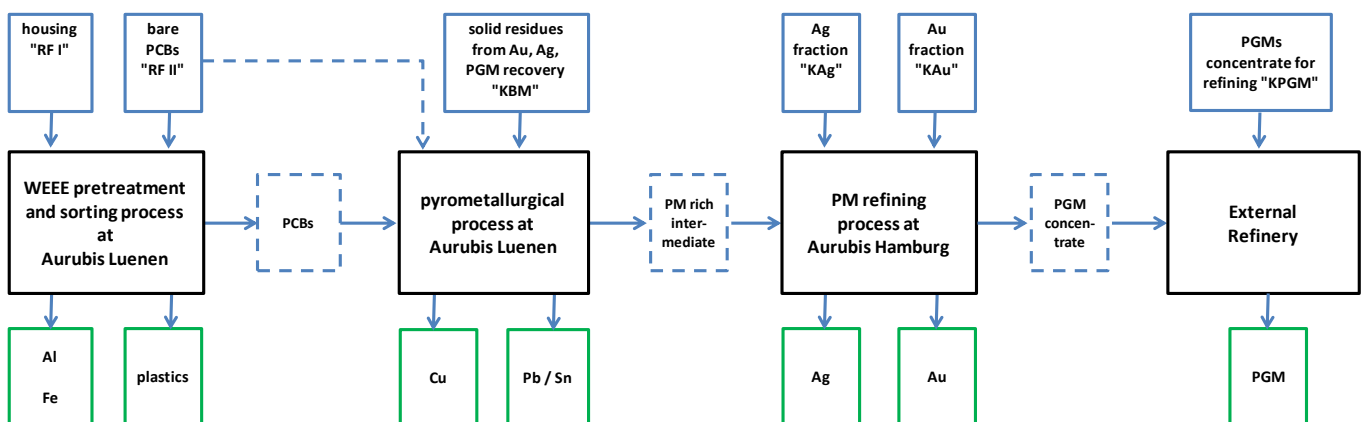 housing
"RF I"
bare
PCBs
"RF II"
solid residues
from Au, Ag,
PGM recovery
"KBM"
Ag
fraction
"KAg"
Au
fraction
"KAu"
PGMs
concentrate for
refining "KPGM"
WEEE pretreatment
and sorting process
at
Aurubis Luenen
PCBs
pyrometallurgical
process at
Aurubis Luenen
PM rich
inter-
mediate
PM refining
process at
Aurubis Hamburg
PGM
concen-
trate
External
Refinery
Al
Fe
plastics
Cu
Pb / Sn
Ag
Au
PGM